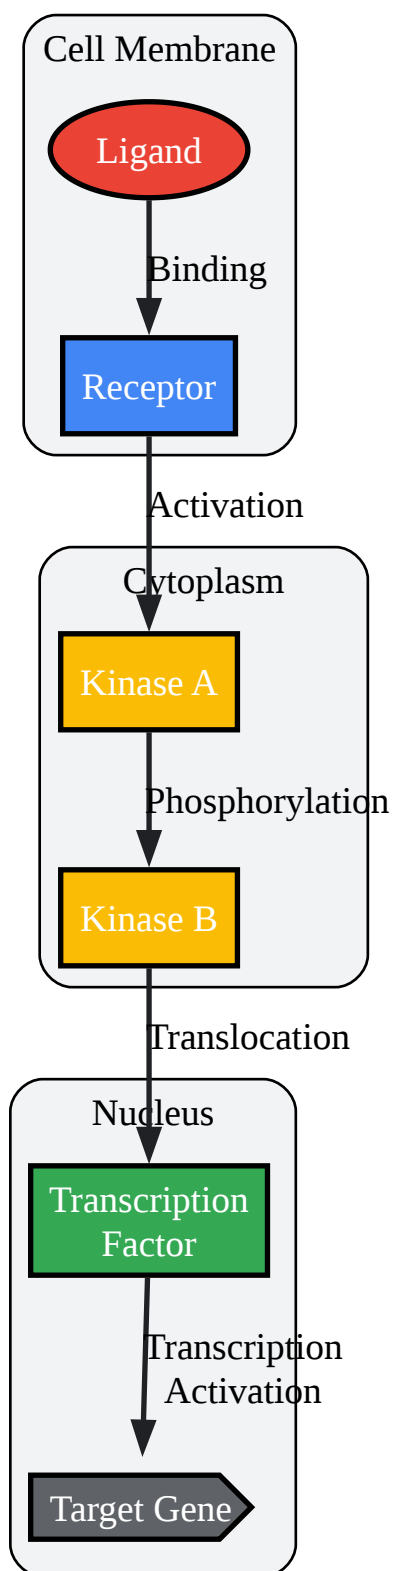 Cell Membrane
Ligand
Binding
Receptor
Activation
Cytoplasm
Kinase A
Phosphorylation
Kinase B
Translocation
Nucleus
Transcription
Factor
Transcription
Activation
Target Gene